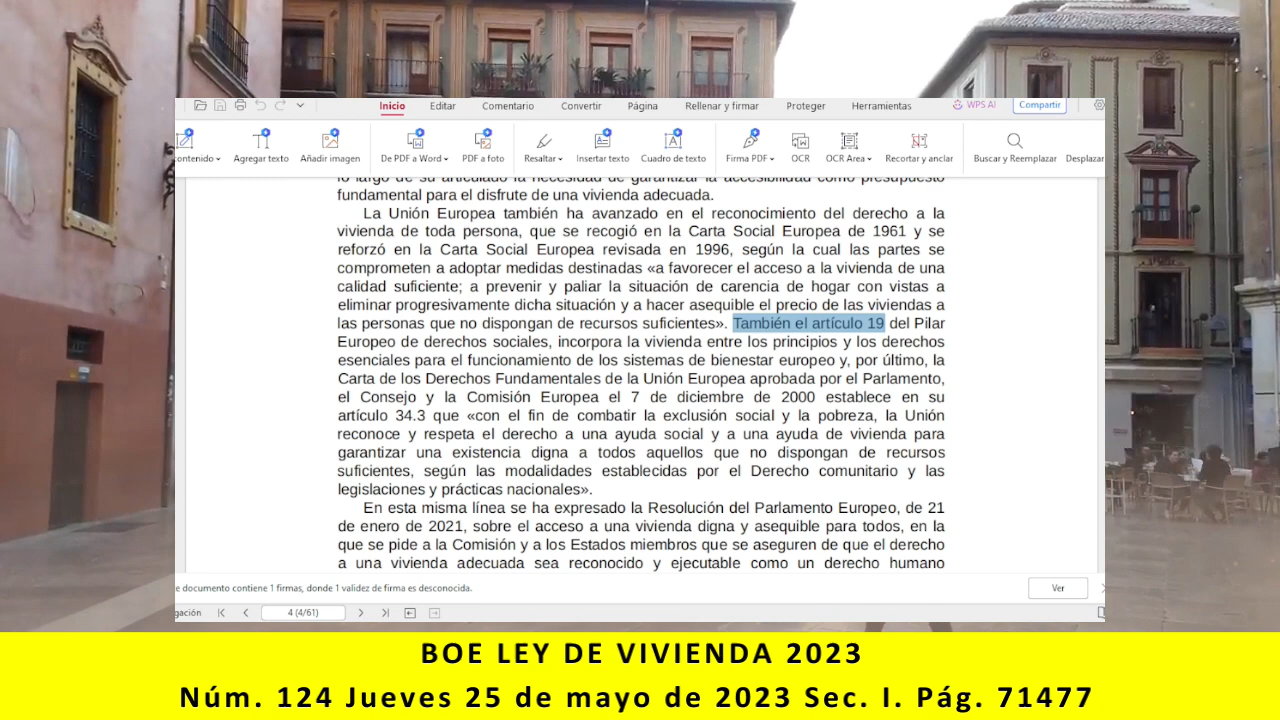 Inicio Editar Comentario Convertir Página Rellenar y firmar Proteger Herramientas WPS AI Compartir
ontenido Agregar texto Añadir imagen De PDF a Word PDF a foto Resaltar Insertar texto Cuadro de texto Firma PDF OCR OCR Area Recortar y anclar Buscar y Reemplazar Desplazar
lo largo de su articulado la necesidad de garantizar la accesibilidad como presupuesto
fundamental para el disfrute de una vivienda adecuada.
La Unión Europea también ha avanzado en el reconocimiento del derecho a la
vivienda de toda persona, que se recogió en la Carta Social Europea de 1961 y se
reforzó en la Carta Social Europea revisada en 1996, según la cual las partes se
comprometen a adoptar medidas destinadas «a favorecer el acceso a la vivienda de una
calidad suficiente; a prevenir y paliar la situación de carencia de hogar con vistas a
eliminar progresivamente dicha situación y a hacer asequible el precio de las viviendas a
las personas que no dispongan de recursos suficientes». También el artículo 19 del Pilar
Europeo de derechos sociales, incorpora la vivienda entre los principios y los derechos
esenciales para el funcionamiento de los sistemas de bienestar europeo y, por último, la
Carta de los Derechos Fundamentales de la Unión Europea aprobada por el Parlamento,
el Consejo y la Comisión Europea el 7 de diciembre de 2000 establece en su
artículo 34.3 que «con el fin de combatir la exclusión social y la pobreza, la Unión
reconoce y respeta el derecho a una ayuda social y a una ayuda de vivienda para
garantizar una existencia digna a todos aquellos que no dispongan de recursos
suficientes, según las modalidades establecidas por el Derecho comunitario y las
legislaciones y prácticas nacionales».
En esta misma línea se ha expresado la Resolución del Parlamento Europeo, de 21
de enero de 2021, sobre el acceso a una vivienda digna y asequible para todos, en la
que se pide a la Comisión y a los Estados miembros que se aseguren de que el derecho
a una vivienda adecuada sea reconocido y ejecutable como un derecho humano
e documento contiene 1 firmas, donde 1 validez de firma es desconocida. Ver
gación 4 (4/61)
BOE LEY DE VIVIENDA 2023
Núm. 124 Jueves 25 de mayo de 2023 Sec. I. Pág. 71477